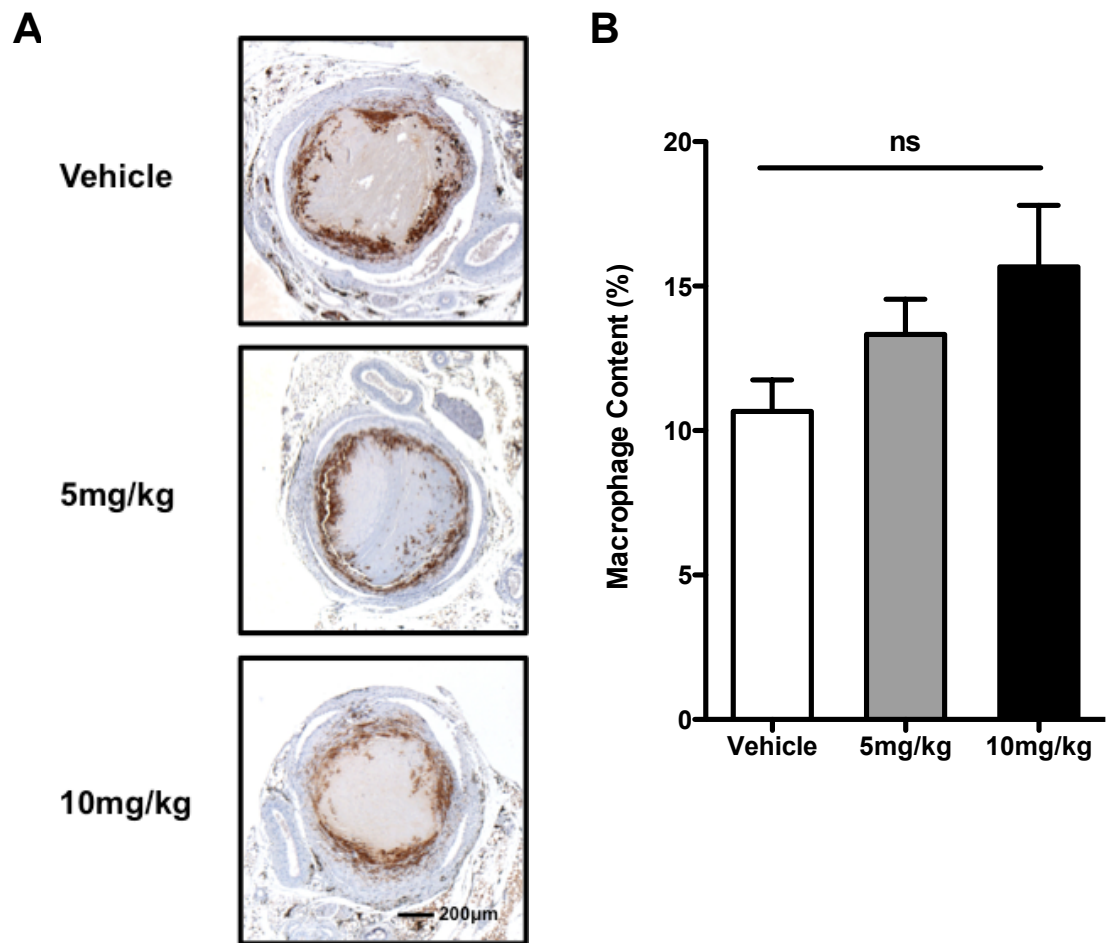 A
Vehicle
5mg/kg
10mg/kg
200µm
B
Macrophage Content (%)
20
15
10
5
0
ns
Vehicle 5mg/kg 10mg/kg